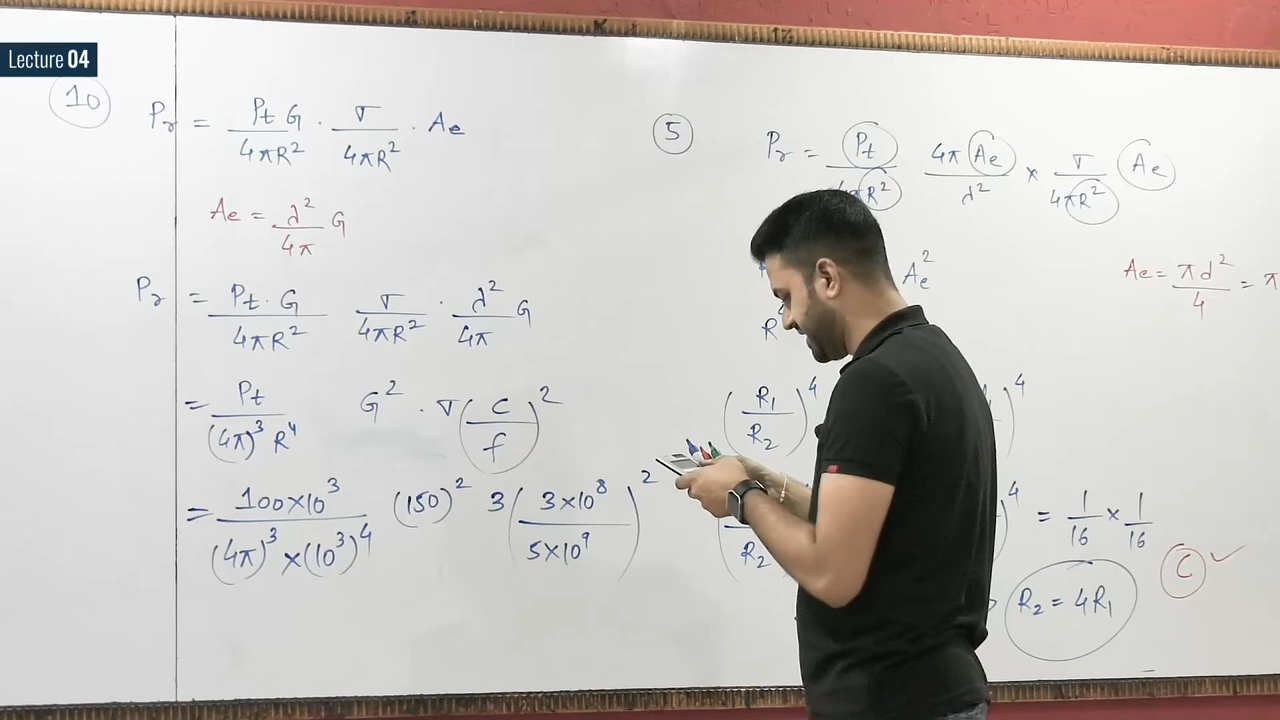 Lecture 04
10
Pr = Pt G / 4πR² · σ / 4πR² · Ae
Ae = λ² / 4π G
Pr = Pt · G / 4πR² σ / 4πR² · λ² / 4π G
= Pt / (4π)³ R⁴ G² · σ (c / f)²
= 100×10³ / (4π)³ × (10³)⁴ (150)² 3 (3×10⁸ / 5×10⁹)²
5
Pr = Pt / 4πR² 4π Ae / λ² × σ / 4πR² Ae
Ae²
Ae = πd² / 4 = π
(R₁ / R₂)⁴ )⁴
R₂ )⁴ = 1/16 × 1/16
R₂ = 4R₁
C ✓